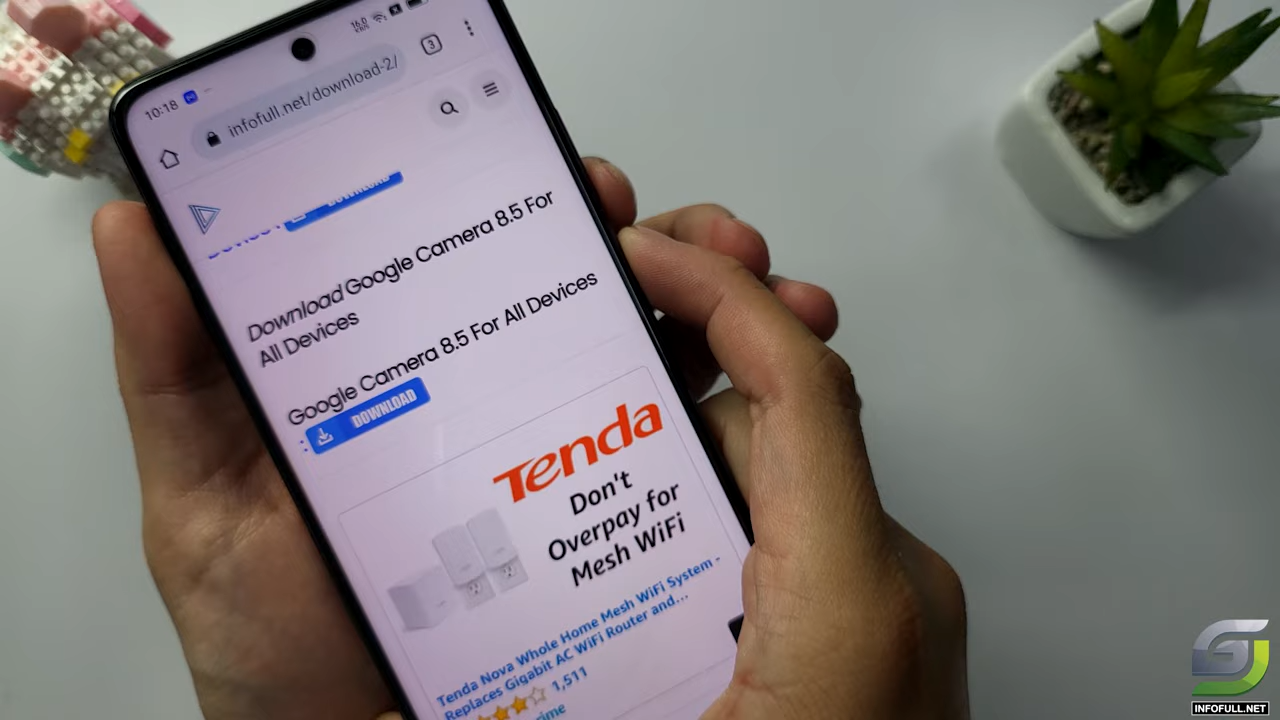 10:18
infofull.net/download-2/
3
DOWNLOAD
Download Google Camera 8.5 For
All Devices
Google Camera 8.5 For All Devices
: DOWNLOAD
Tenda
Don't
Overpay for
Mesh WiFi
Tenda Nova Whole Home Mesh WiFi System -
Replaces Gigabit AC WiFi Router and...
1,511
INFOFULL.NET